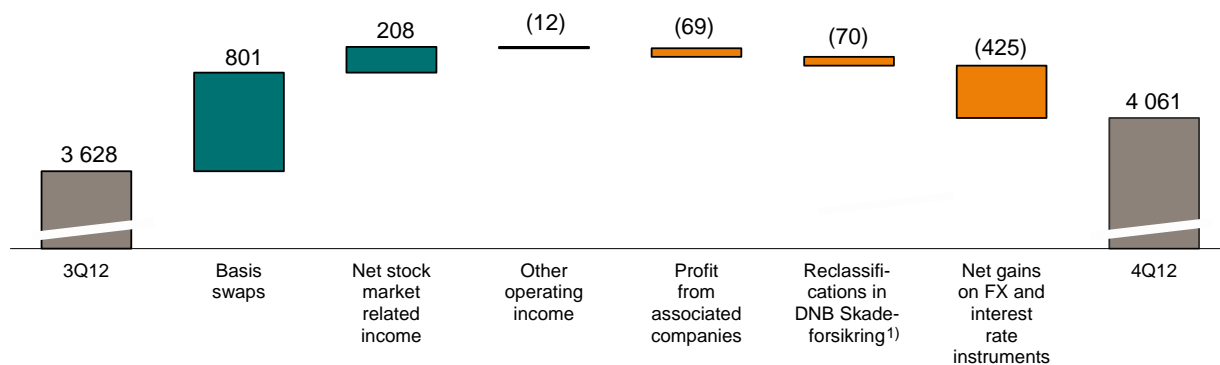 208
(12)
(69)
(70)
(425)
801
4 061
3 628
3Q12
Basis
swaps
Net stock
market
related
income
Other
operating
income
Profit
from
associated
companies
Reclassifi-
cations in
DNB Skade-
forsikring1)
Net gains
on FX and
interest
rate
instruments
4Q12